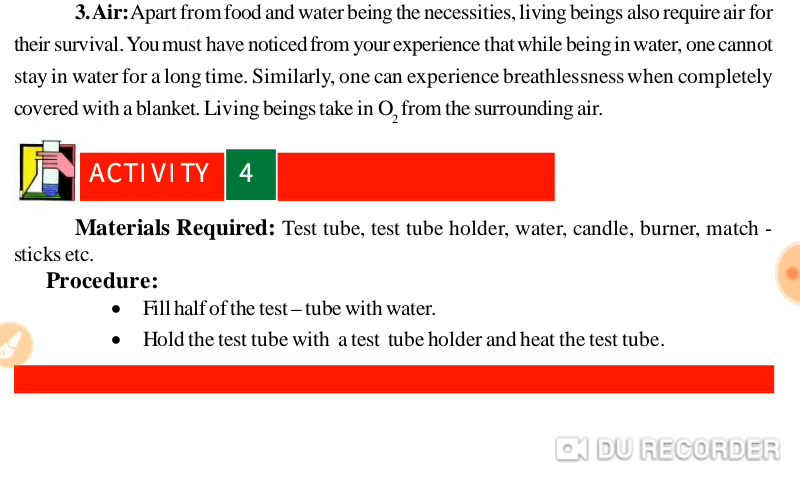 3. Air: Apart from food and water being the necessities, living beings also require air for
their survival. You must have noticed from your experience that while being in water, one cannot
stay in water for a long time. Similarly, one can experience breathlessness when completely
covered with a blanket. Living beings take in O2 from the surrounding air.
ACTIVITY 4
Materials Required: Test tube, test tube holder, water, candle, burner, match -
sticks etc.
Procedure:
• Fill half of the test – tube with water.
• Hold the test tube with a test tube holder and heat the test tube.
DU RECORDER